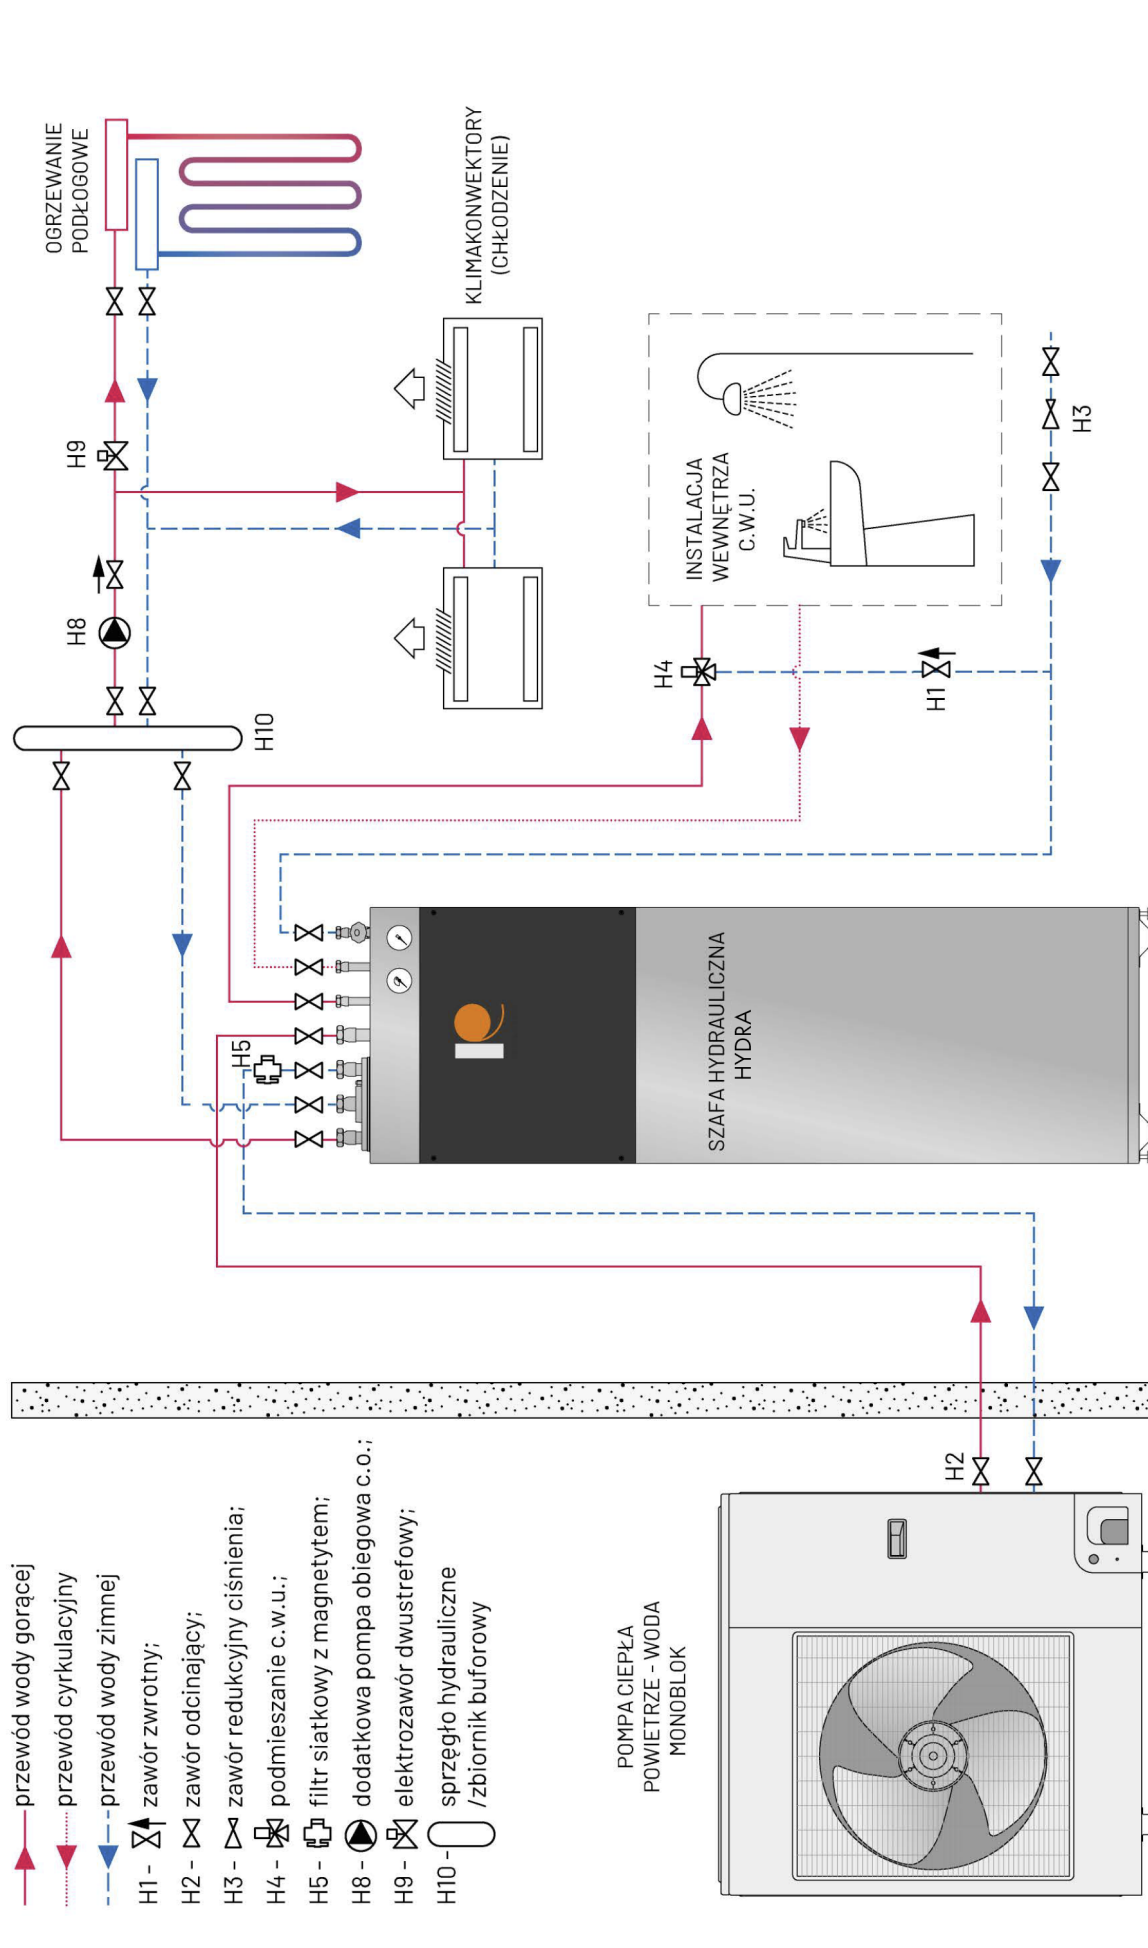 przewód wody gorącej
przewód cyrkulacyjny
przewód wody zimnej
H1 - zawór zwrotny;
H2 - zawór odcinający;
H3 - zawór redukcyjny ciśnienia;
H4 - podmieszanie c.w.u.;
H5 - filtr siatkowy z magnetytem;
H8 - dodatkowa pompa obiegowa c.o.;
H9 - elektrozawór dwustrefowy;
H10 - sprzęgło hydrauliczne
/zbiornik buforowy
POMPA CIEPŁA
POWIETRZE - WODA
MONOBLOK
H2
H5
SZAFA HYDRAULICZNA
HYDRA
H10
H8
H9
OGRZEWANIE
PODŁOGOWE
KLIMAKONWEKTORY
(CHŁODZENIE)
H4
H1
INSTALACJA
WEWNĘTRZA
C.W.U.
H3